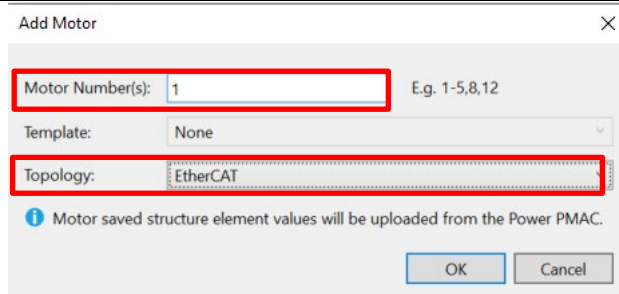 Add Motor
Motor Number(s): 1 E.g. 1-5,8,12
Template: None
Topology: EtherCAT
Motor saved structure element values will be uploaded from the Power PMAC.
OK Cancel